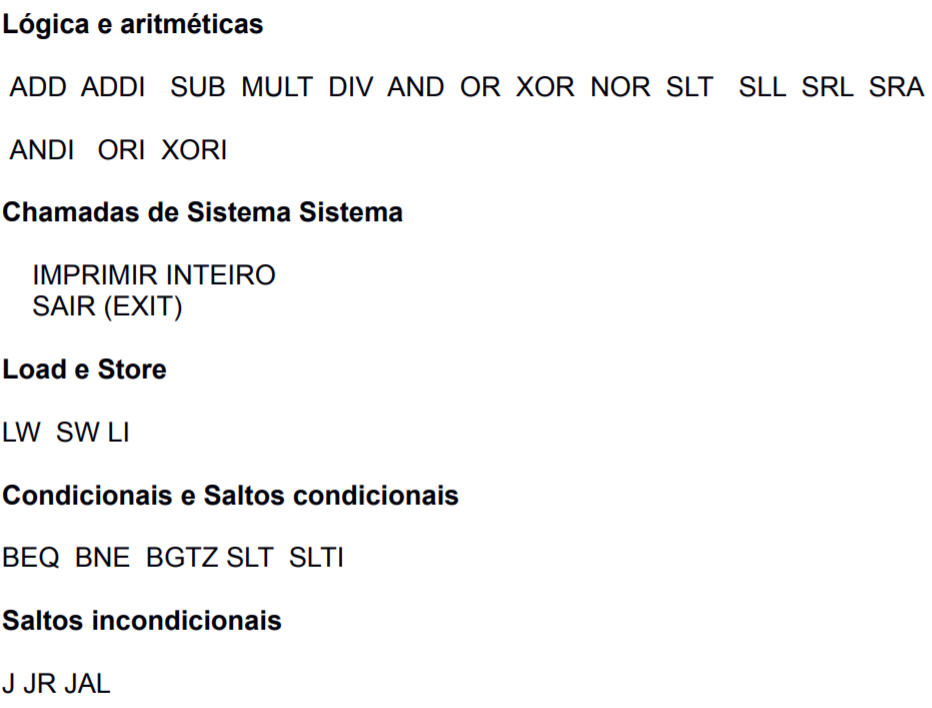 Lógica e aritméticas
ADD ADDI SUB MULT DIV AND OR XOR NOR SLT SLL SRL SRA
ANDI ORI XORI
Chamadas de Sistema Sistema
IMPRIMIR INTEIRO
SAIR (EXIT)
Load e Store
LW SW LI
Condicionais e Saltos condicionais
BEQ BNE BGTZ SLT SLTI
Saltos incondicionais
J JR JAL